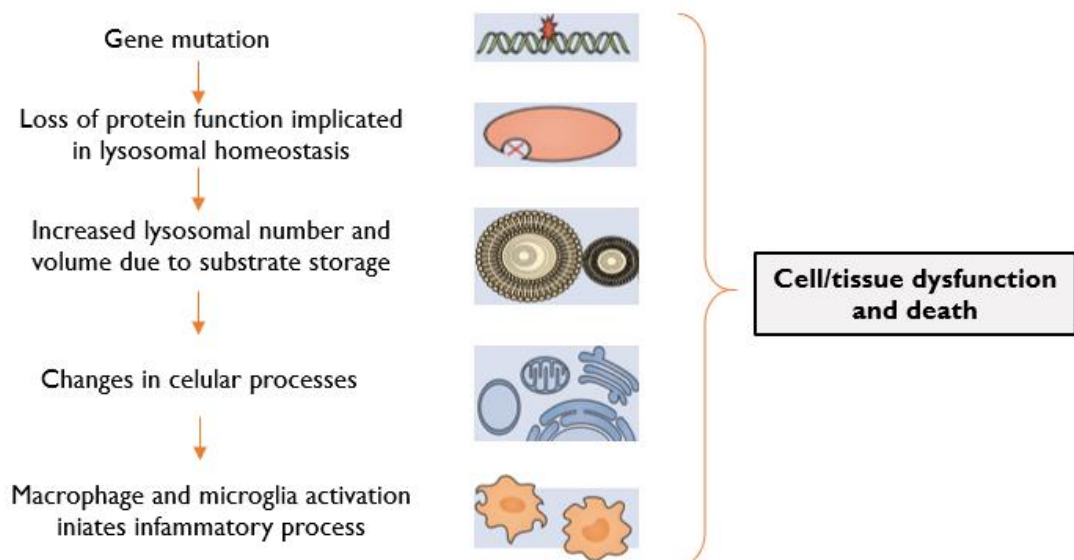 Gene mutation
Loss of protein function implicated
in lysosomal homeostasis
Increased lysosomal number and
volume due to substrate storage
Changes in celular processes
Macrophage and microglia activation
iniates infammatory process
Cell/tissue dysfunction
and death